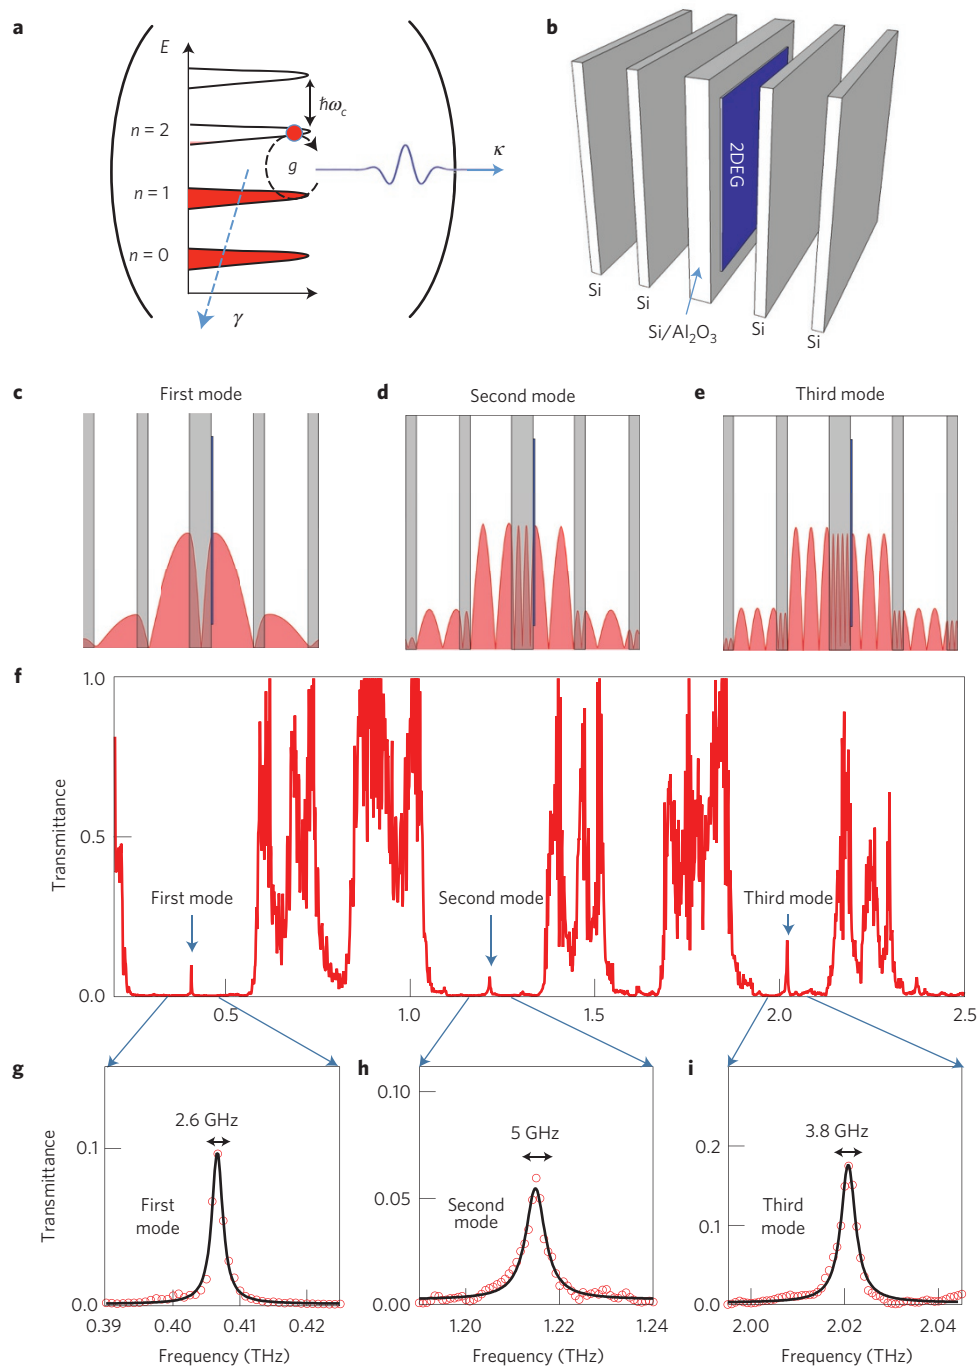 a
E
ħω_c
n = 2
g
κ
n = 1
n = 0
γ
b
2DEG
Si
Si
Si/Al₂O₃
Si
Si
c
First mode
d
Second mode
e
Third mode
f
1.0
0.5
0.0
Transmittance
First mode
Second mode
Third mode
0.5
1.0
1.5
2.0
2.5
g
2.6 GHz
0.1
0.0
Transmittance
First
mode
0.39
0.40
0.41
0.42
Frequency (THz)
h
5 GHz
0.10
0.05
0.00
Second
mode
1.20
1.22
1.24
Frequency (THz)
i
3.8 GHz
0.2
0.1
0.0
Third
mode
2.00
2.02
2.04
Frequency (THz)